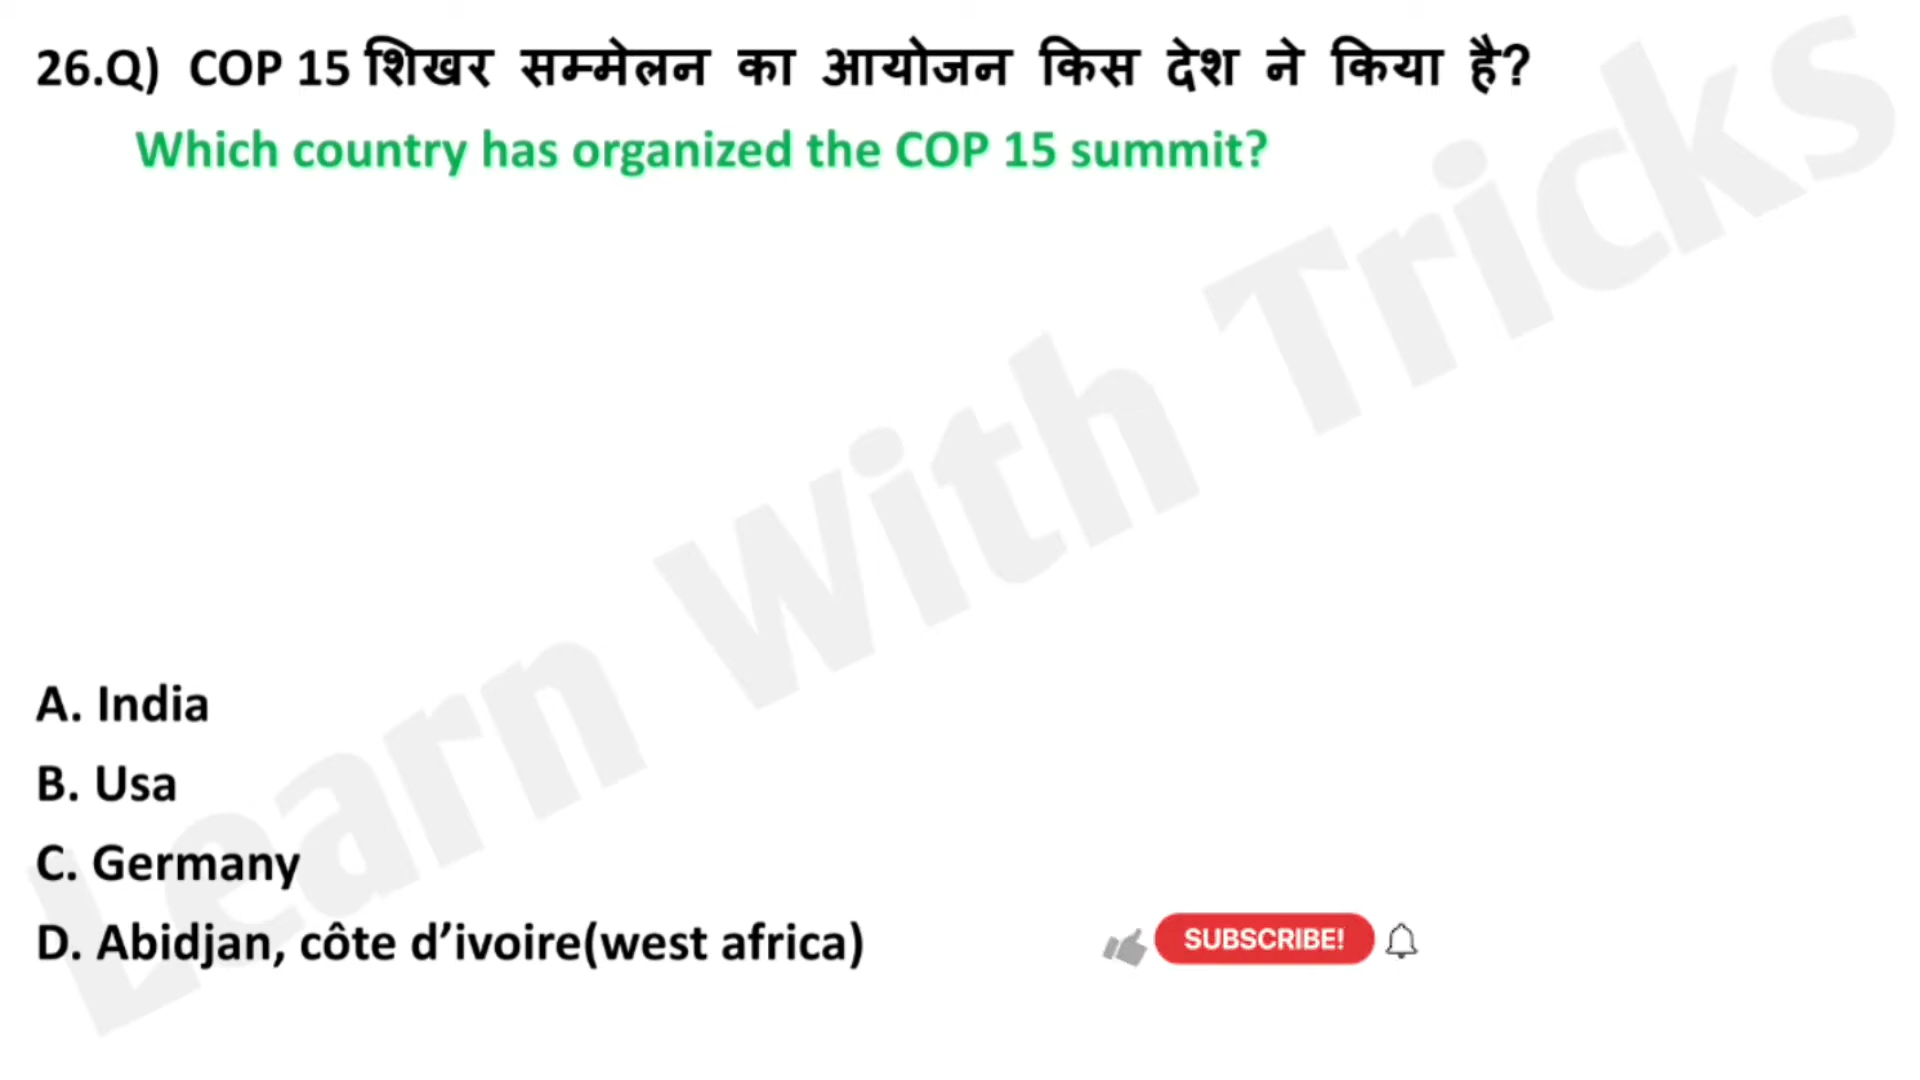 26.Q) COP 15 शिखर सम्मेलन का आयोजन किस देश ने किया है?
Which country has organized the COP 15 summit?
Learn With Tricks
A. India
B. Usa
C. Germany
D. Abidjan, côte d’ivoire(west africa)
SUBSCRIBE!